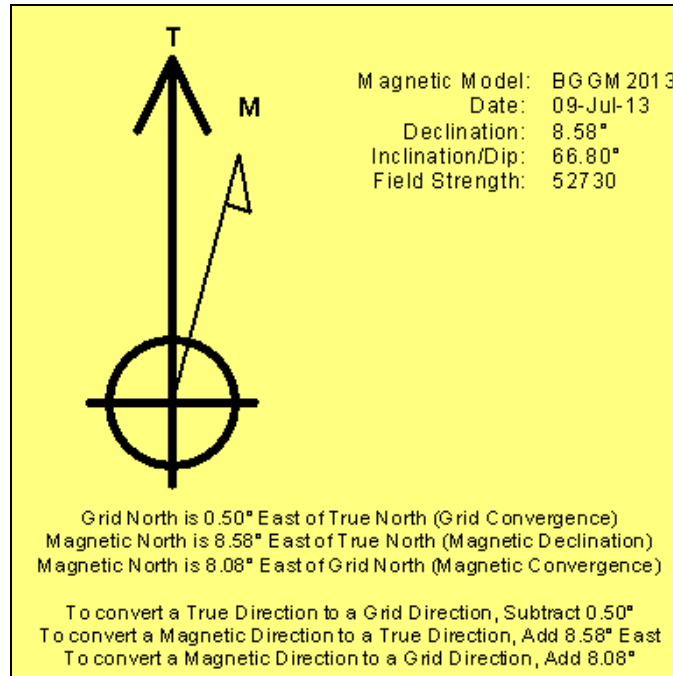 T
M
Magnetic Model: BGGM 2013
Date: 09-Jul-13
Declination: 8.58°
Inclination/Dip: 66.80°
Field Strength: 52730
Grid North is 0.50° East of True North (Grid Convergence)
Magnetic North is 8.58° East of True North (Magnetic Declination)
Magnetic North is 8.08° East of Grid North (Magnetic Convergence)
To convert a True Direction to a Grid Direction, Subtract 0.50°
To convert a Magnetic Direction to a True Direction, Add 8.58° East
To convert a Magnetic Direction to a Grid Direction, Add 8.08°